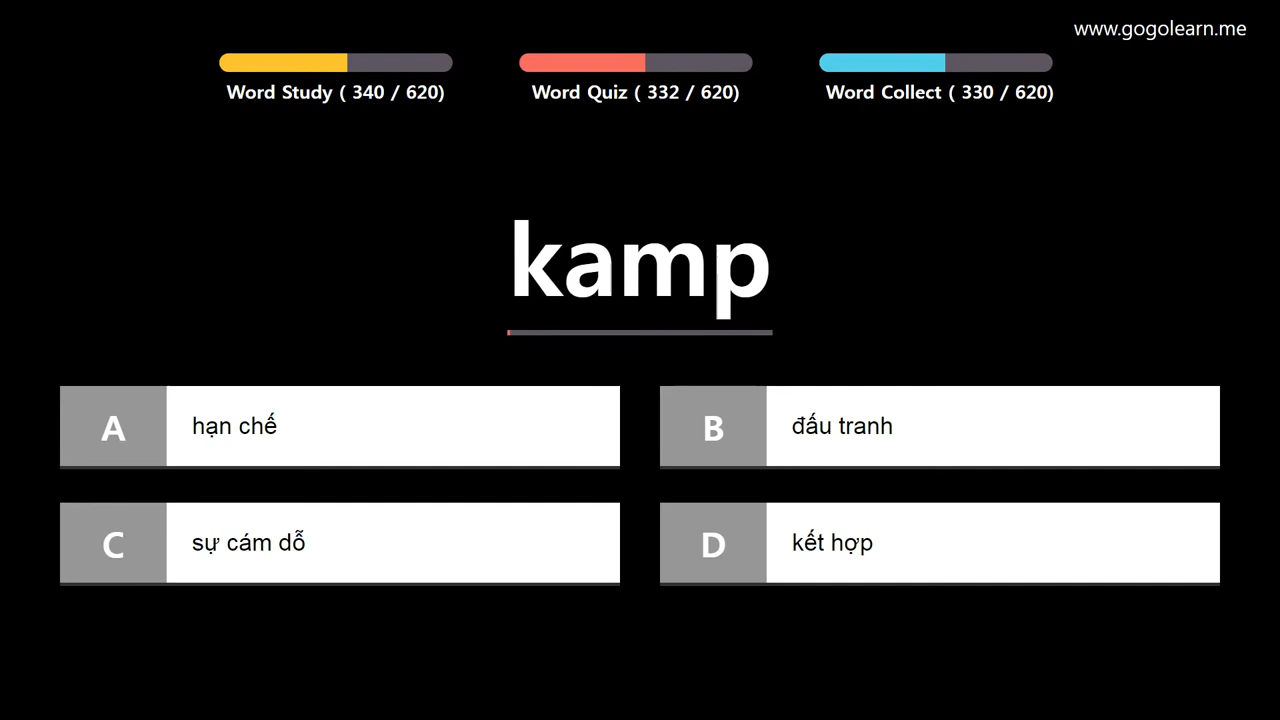 www.gogolearn.me
Word Study ( 340 / 620)
Word Quiz ( 332 / 620)
Word Collect ( 330 / 620)
kamp
A hạn chế
B đấu tranh
C sự cám dỗ
D kết hợp